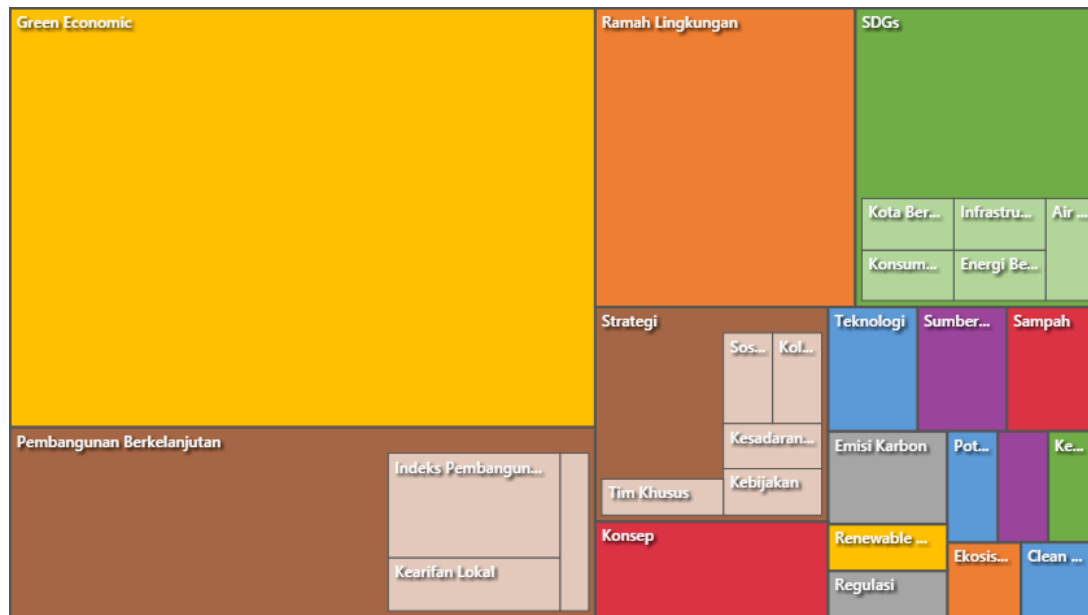 Green Economic
Ramah Lingkungan
SDGs
Kota Ber...
Infrastru...
Air ...
Konsum...
Energi Be...
Strategi
Sos...
Kol...
Kesadaran...
Tim Khusus
Kebijakan
Teknologi
Sumber...
Sampah
Pembangunan Berkelanjutan
Indeks Pembangun...
Kearifan Lokal
Emisi Karbon
Pot...
Ke...
Konsep
Renewable ...
Ekosis...
Clean ...
Regulasi